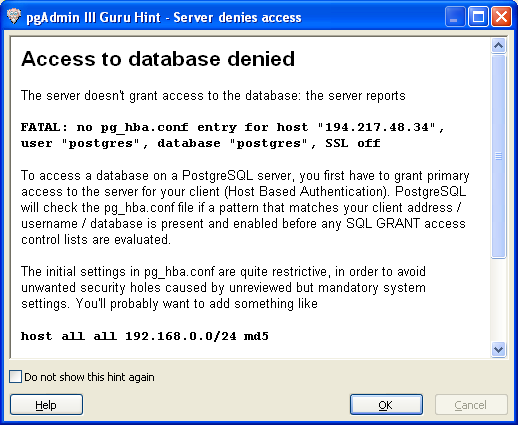 pgAdmin III Guru Hint - Server denies access
Access to database denied
The server doesn't grant access to the database: the server reports
FATAL: no pg_hba.conf entry for host "194.217.48.34",
user "postgres", database "postgres", SSL off
To access a database on a PostgreSQL server, you first have to grant primary
access to the server for your client (Host Based Authentication). PostgreSQL
will check the pg_hba.conf file if a pattern that matches your client address /
username / database is present and enabled before any SQL GRANT access
control lists are evaluated.
The initial settings in pg_hba.conf are quite restrictive, in order to avoid
unwanted security holes caused by unreviewed but mandatory system
settings. You'll probably want to add something like
host all all 192.168.0.0/24 md5
Do not show this hint again
Help
OK
Cancel